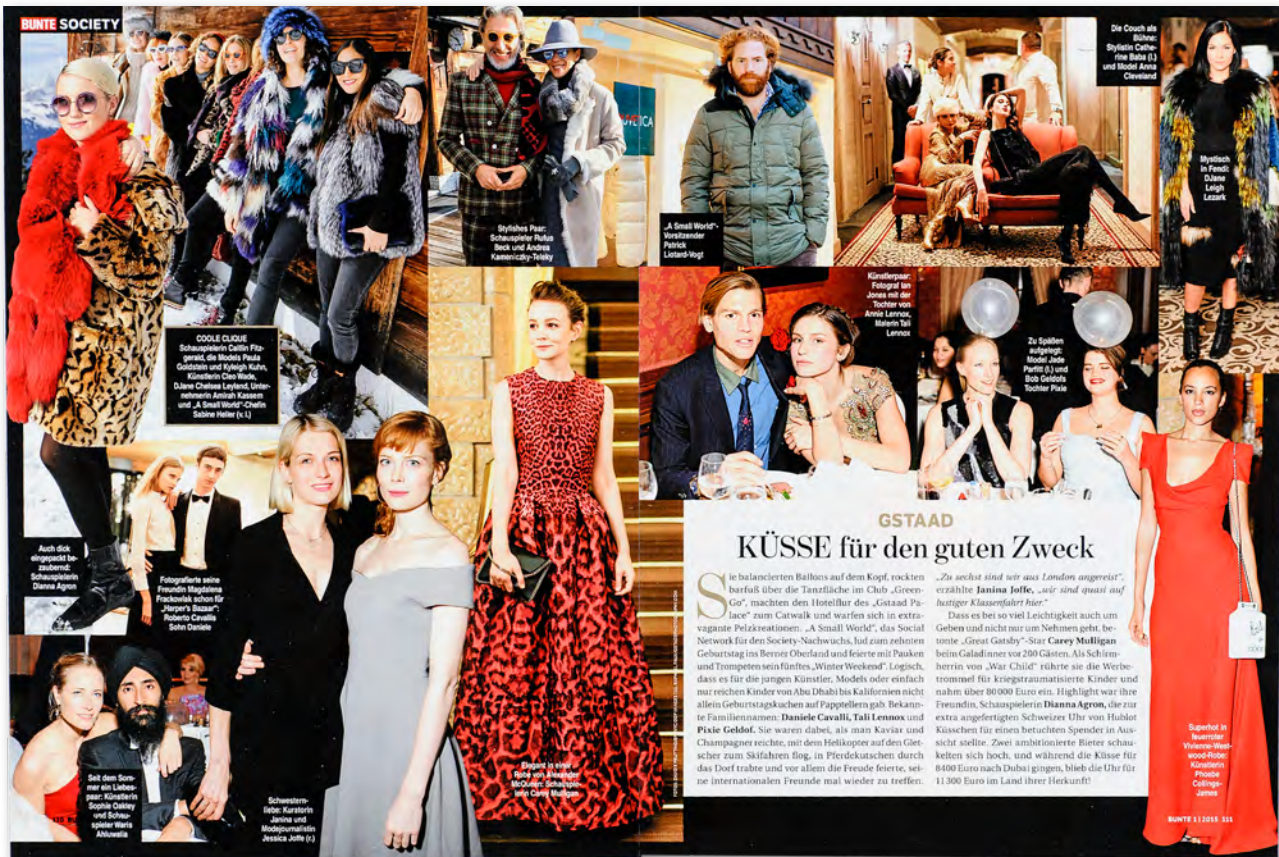 BUNTE SOCIETY
COOLE CLIQUE
Schauspielerin Caitlin Fitz-
gerald, die Models Paula
Goldstein und Kyleigh Kuhn,
Künstlerin Cleo Wade,
DJane Chelsea Leyland, Unter-
nehmerin Amirah Kassem
und „A Small World"-Chefin
Sabine Heller (v. l.)
Auch dick
eingepackt be-
zaubernd:
Schauspielerin
Dianna Agron
Fotografierte seine
Freundin Magdalena
Frackowiak schon für
„Harper's Bazaar":
Roberto Cavallis
Sohn Daniele
Seit dem Som-
mer ein Liebes-
paar: Künstlerin
Sophie Oakley
und Schau-
spieler Waris
Ahluwalia
Schwestern-
liebe: Kuratorin
Janina und
Modejournalistin
Jessica Joffe (r.)
Stylishes Paar:
Schauspieler Rufus
Beck und Andrea
Kameniczky-Teleky
Elegant in einer
Robe von Alexander
McQueen: Schauspie-
lerin Carey Mulligan
„A Small World"-
Vorsitzender
Patrick
Liotard-Vogt
Die Couch als
Bühne:
Stylistin Cathe-
rine Baba (l.)
und Model Anna
Cleveland
Mystisch
in Fendi:
DJane
Leigh
Lezark
Künstlerpaar:
Fotograf Ian
Jones mit der
Tochter von
Annie Lennox,
Malerin Tali
Lennox
Zu Späßen
aufgelegt:
Model Jade
Parfitt (l.) und
Bob Geldofs
Tochter Pixie
GSTAAD
KÜSSE für den guten Zweck
Sie balancierten Ballons auf dem Kopf, rockten
barfuß über die Tanzfläche im Club „Green-
Go", machten den Hotelflur des „Gstaad Pa-
lace" zum Catwalk und warfen sich in extra-
vagante Pelzkreationen. „A Small World", das Social
Network für den Society-Nachwuchs, lud zum zehnten
Geburtstag ins Berner Oberland und feierte mit Pauken
und Trompeten sein fünftes „Winter Weekend". Logisch,
dass es für die jungen Künstler, Models oder einfach
nur reichen Kinder von Abu Dhabi bis Kalifornien nicht
allein Geburtstagskuchen auf Papptellern gab. Bekann-
te Familiennamen: Daniele Cavalli, Tali Lennox und
Pixie Geldof. Sie waren dabei, als man Kaviar und
Champagner reichte, mit dem Helikopter auf den Glet-
scher zum Skifahren flog, in Pferdekutschen durch
das Dorf trabte und vor allem die Freude feierte, sei-
ne internationalen Freunde mal wieder zu treffen.
„Zu sechst sind wir aus London angereist",
erzählte Janina Joffe, „wir sind quasi auf
lustiger Klassenfahrt hier."
Dass es bei so viel Leichtigkeit auch um
Geben und nicht nur um Nehmen geht, be-
tonte „Great Gatsby"-Star Carey Mulligan
beim Galadinner vor 200 Gästen. Als Schirm-
herrin von „War Child" rührte sie die Werbe-
trommel für kriegstraumatisierte Kinder und
nahm über 80 000 Euro ein. Highlight war ihre
Freundin, Schauspielerin Dianna Agron, die zur
extra angefertigten Schweizer Uhr von Hublot
Küsschen für einen betuchten Spender in Aus-
sicht stellte. Zwei ambitionierte Bieter schau-
kelten sich hoch, und während die Küsse für
8400 Euro nach Dubai gingen, blieb die Uhr für
11 300 Euro im Land ihrer Herkunft!
Superhot in
feuerroter
Vivienne-West-
wood-Robe:
Künstlerin
Phoebe
Collings-
James
BUNTE 1 | 2015